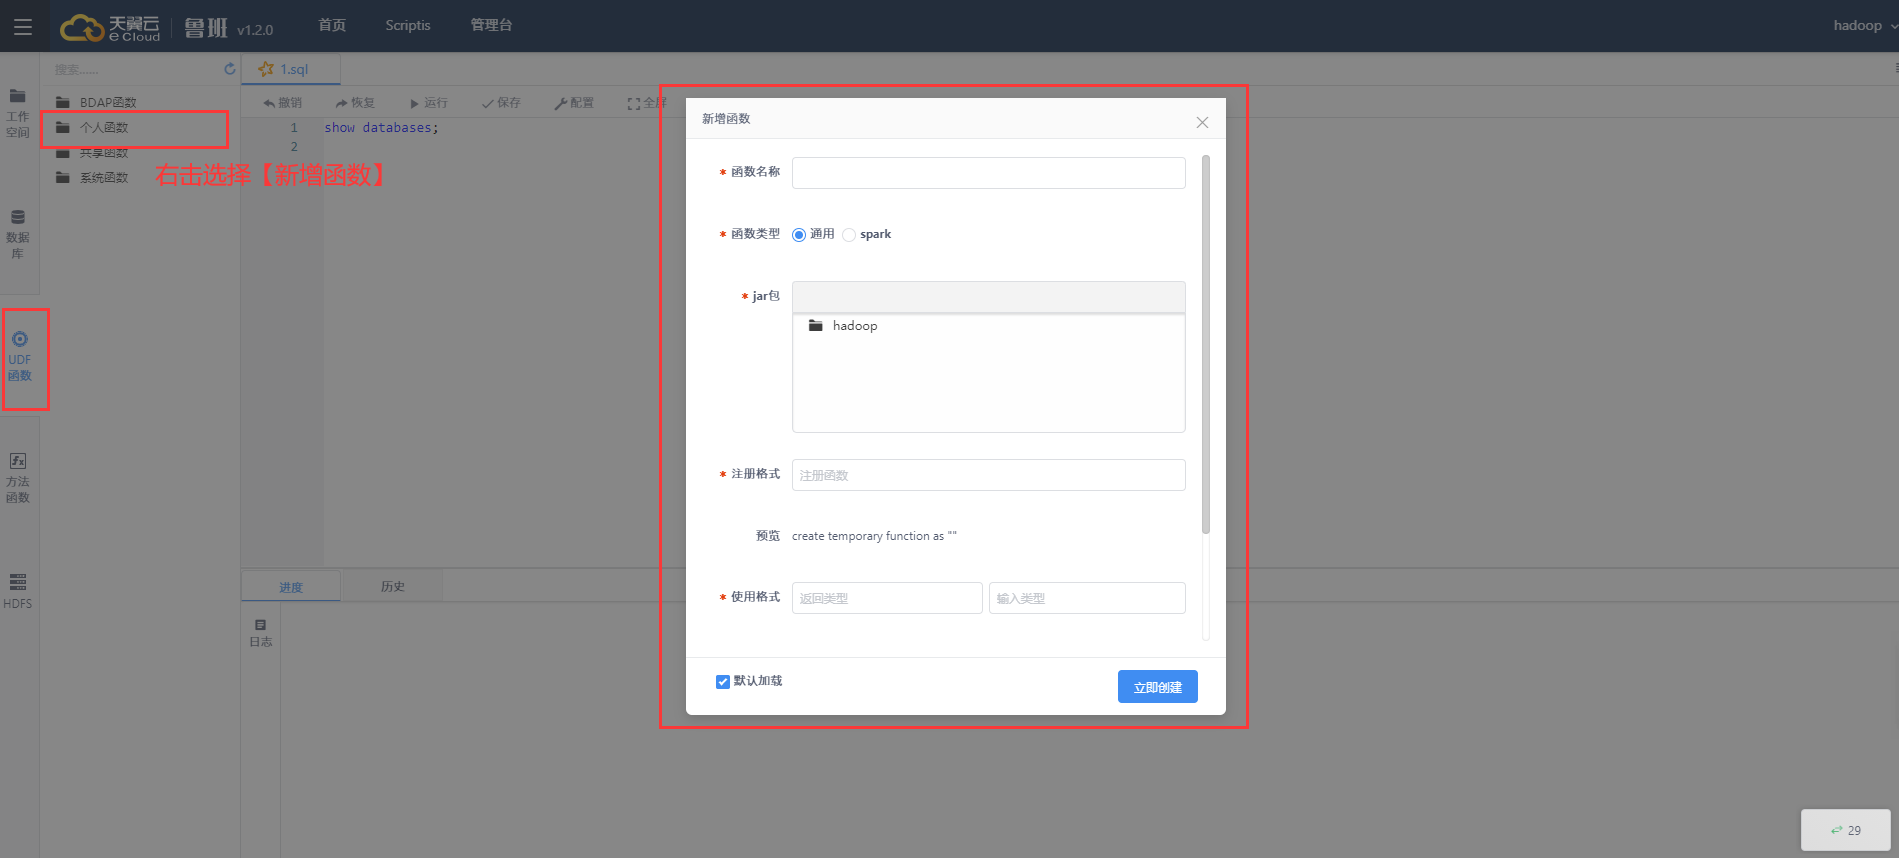 天翼云
e Cloud
鲁班 v1.2.0
首页
Scriptis
管理台
hadoop
搜索......
BDAP函数
个人函数
共享函数
系统函数
右击选择【新增函数】
工作
空间
数据
库
UDF
函数
方法
函数
HDFS
1.sql
撤销
恢复
运行
保存
配置
全屏
1 show databases;
2
新增函数
* 函数名称
* 函数类型 通用 spark
* jar包
hadoop
* 注册格式 注册函数
预览 create temporary function as ""
* 使用格式 返回类型 输入类型
默认加载
立即创建
进度
历史
日志
29